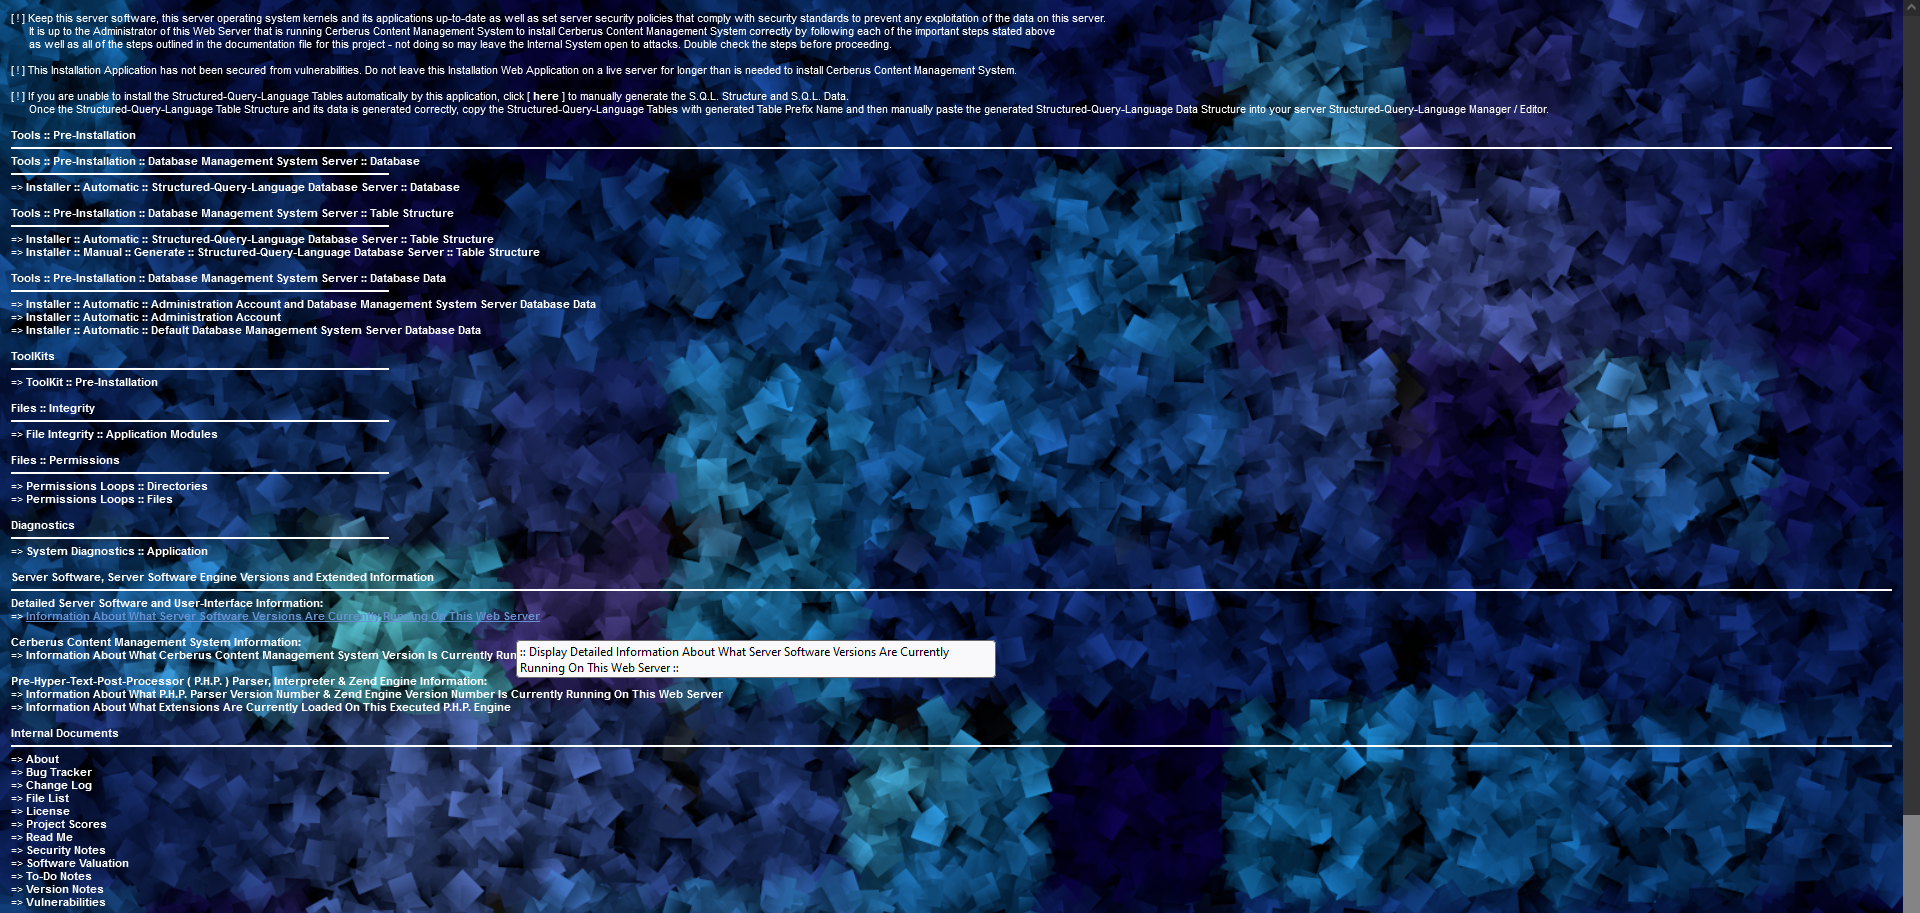 [ ! ] Keep this server software, this server operating system kernels and its applications up-to-date as well as set server security policies that comply with security standards to prevent any exploitation of the data on this server.
It is up to the Administrator of this Web Server that is running Cerberus Content Management System to install Cerberus Content Management System correctly by following each of the important steps stated above
as well as all of the steps outlined in the documentation file for this project - not doing so may leave the Internal System open to attacks. Double check the steps before proceeding.
[ ! ] This Installation Application has not been secured from vulnerabilities. Do not leave this Installation Web Application on a live server for longer than is needed to install Cerberus Content Management System.
[ ! ] If you are unable to install the Structured-Query-Language Tables automatically by this application, click [ here ] to manually generate the S.Q.L. Structure and S.Q.L. Data.
Once the Structured-Query-Language Table Structure and its data is generated correctly, copy the Structured-Query-Language Tables with generated Table Prefix Name and then manually paste the generated Structured-Query-Language Data Structure into your server Structured-Query-Language Manager / Editor.
Tools :: Pre-Installation
Tools :: Pre-Installation :: Database Management System Server :: Database
=> Installer :: Automatic :: Structured-Query-Language Database Server :: Database
Tools :: Pre-Installation :: Database Management System Server :: Table Structure
=> Installer :: Automatic :: Structured-Query-Language Database Server :: Table Structure
=> Installer :: Manual :: Generate :: Structured-Query-Language Database Server :: Table Structure
Tools :: Pre-Installation :: Database Management System Server :: Database Data
=> Installer :: Automatic :: Administration Account and Database Management System Server Database Data
=> Installer :: Automatic :: Administration Account
=> Installer :: Automatic :: Default Database Management System Server Database Data
ToolKits
=> ToolKit :: Pre-Installation
Files :: Integrity
=> File Integrity :: Application Modules
Files :: Permissions
=> Permissions Loops :: Directories
=> Permissions Loops :: Files
Diagnostics
=> System Diagnostics :: Application
Server Software, Server Software Engine Versions and Extended Information
Detailed Server Software and User-Interface Information:
=> Information About What Server Software Versions Are Currently Running On This Web Server
Cerberus Content Management System Information:
=> Information About What Cerberus Content Management System Version Is Currently Run
:: Display Detailed Information About What Server Software Versions Are Currently
Running On This Web Server ::
Pre-Hyper-Text-Post-Processor ( P.H.P. ) Parser, Interpreter & Zend Engine Information:
=> Information About What P.H.P. Parser Version Number & Zend Engine Version Number Is Currently Running On This Web Server
=> Information About What Extensions Are Currently Loaded On This Executed P.H.P. Engine
Internal Documents
=> About
=> Bug Tracker
=> Change Log
=> File List
=> License
=> Project Scores
=> Read Me
=> Security Notes
=> Software Valuation
=> To-Do Notes
=> Version Notes
=> Vulnerabilities